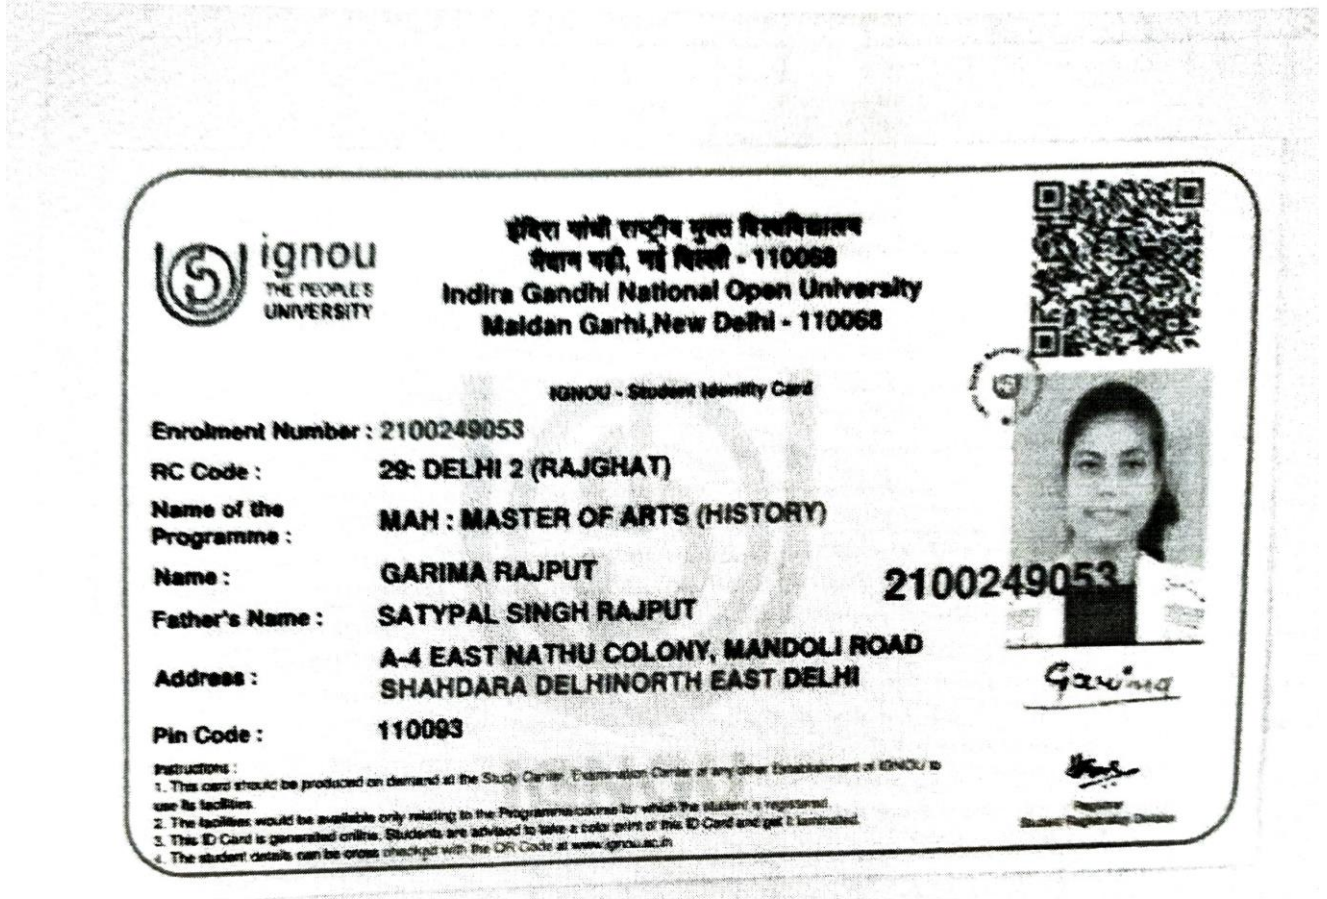 ignou
THE PEOPLE'S
UNIVERSITY
इंदिरा गांधी राष्ट्रीय मुक्त विश्वविद्यालय
मैदान गढ़ी, नई दिल्ली - 110068
Indira Gandhi National Open University
Maidan Garhi,New Delhi - 110068
IGNOU - Student Identity Card
Enrolment Number : 2100249053
RC Code : 29: DELHI 2 (RAJGHAT)
Name of the
Programme : MAH : MASTER OF ARTS (HISTORY)
Name : GARIMA RAJPUT
2100249053
Father's Name : SATYPAL SINGH RAJPUT
Address : A-4 EAST NATHU COLONY, MANDOLI ROAD
SHAHDARA DELHINORTH EAST DELHI
Garima
Pin Code : 110093
Instructions :
1. This card should be produced on demand at the Study Center, Examination Center or any other Establishment of IGNOU to
use its facilities.
2. The facilities would be available only relating to the Programme/course for which the student is registered.
3. This ID Card is generated online. Students are advised to take a color print of this ID Card and get it laminated.
4. The student details can be cross checked with the QR Code at www.ignou.ac.in
Registrar
Student Registration Division